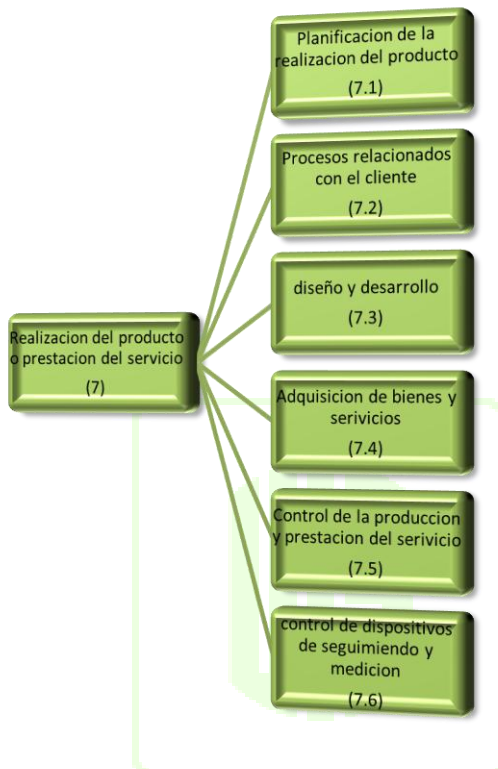 Planificacion de la
realizacion del producto
(7.1)
Procesos relacionados
con el cliente
(7.2)
diseño y desarrollo
(7.3)
Realizacion del producto
o prestacion del servicio
(7)
Adquisicion de bienes y
serivicios
(7.4)
Control de la produccion
y prestacion del serivicio
(7.5)
control de dispositivos
de seguimiendo y
medicion
(7.6)